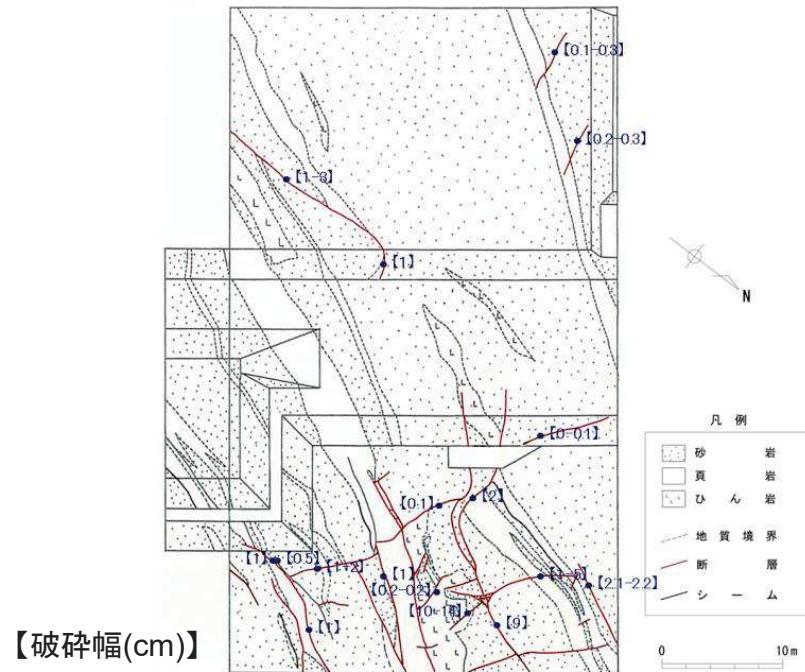 【0.1-0.3】
【0.2-0.3】
【1-3】
【1】
N
【0-0.1】
凡 例
砂 岩
頁 岩
ひ ん 岩
地 質 境 界
断 層
シ ー ム
【0.1】
【2】
【1】
【0.5】
【1-2】
【1】
【1-5】
【2.1-2.2】
【0.2-0.2】
【9】
【1】
【破砕幅(cm)】
0 10m